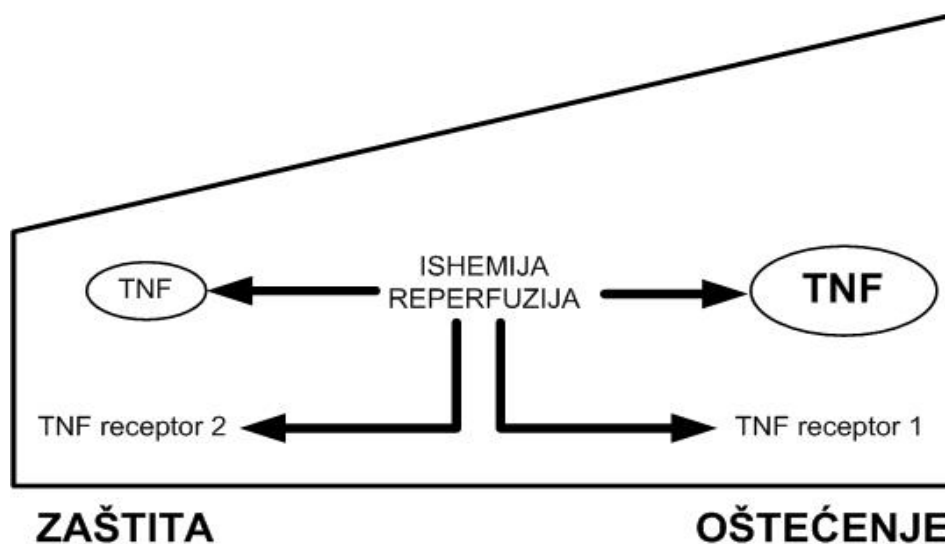 TNF
ISHEMIJA
REPERFUZIJA
TNF
TNF receptor 2
TNF receptor 1
ZAŠTITA
OŠTEĆENJE